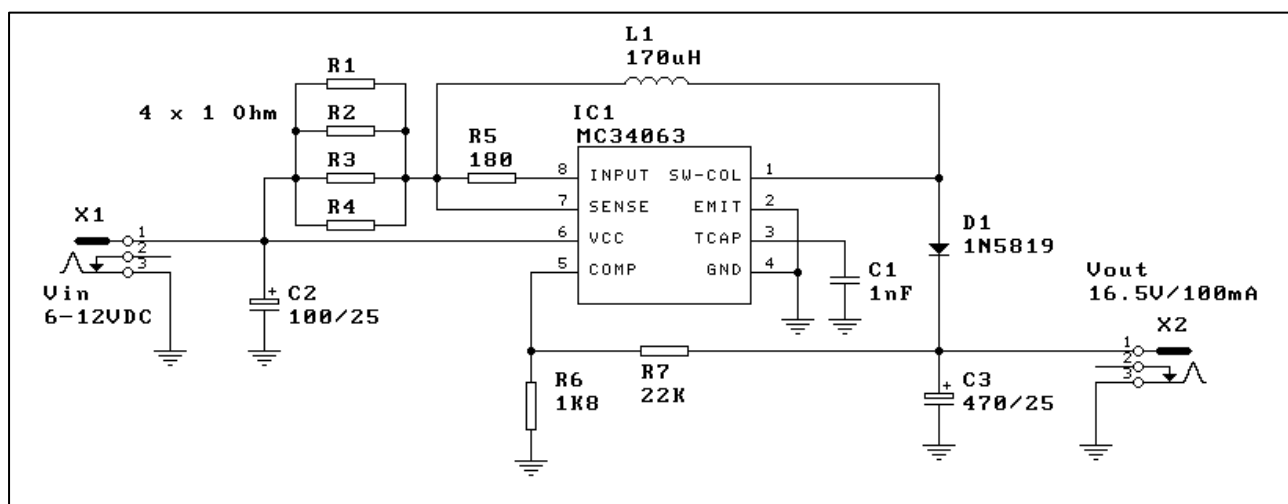 L1
170uH
R1
4 x 1 Ohm
R2
IC1
MC34063
R5
180
R3
R4
8 INPUT SW-COL 1
7 SENSE EMIT 2
6 VCC TCAP 3
5 COMP GND 4
X1
1
2
3
Vin
6-12VDC
C2
+
100/25
D1
1N5819
C1
1nF
Vout
16.5V/100mA
X2
1
2
3
R7
22K
R6
1K8
C3
+
470/25